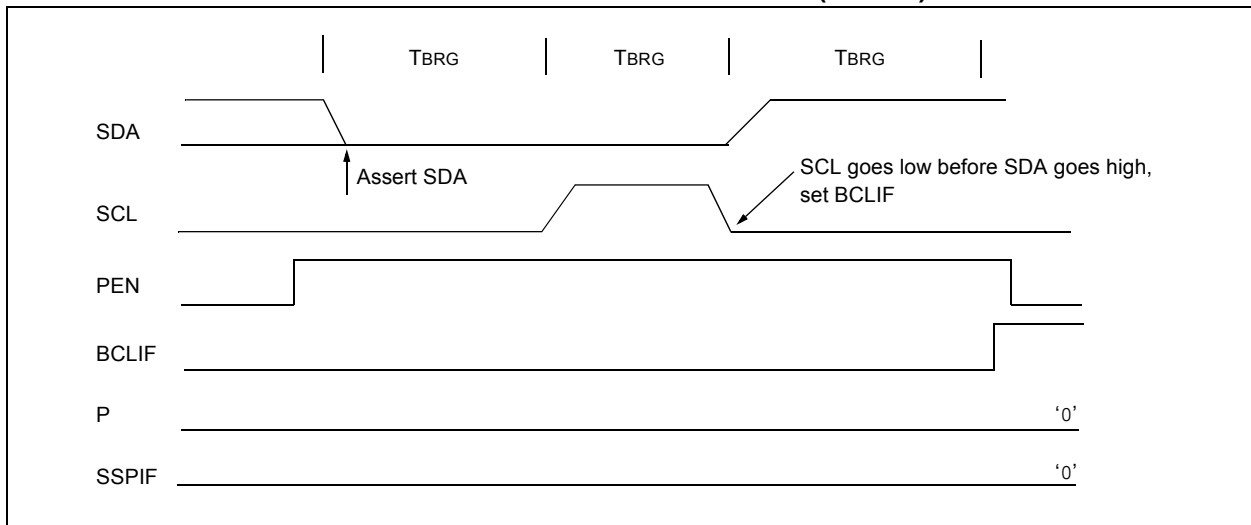 TBRG TBRG TBRG
SDA
Assert SDA
SCL goes low before SDA goes high,
set BCLIF
SCL
PEN
BCLIF
P '0'
SSPIF '0'